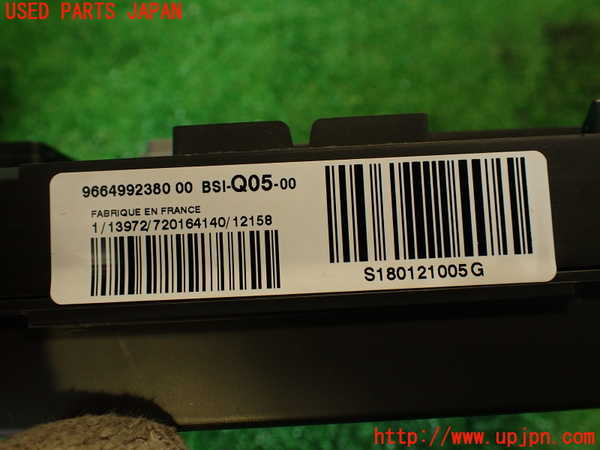 USED PARTS JAPAN
9664992380 00 BSI-Q05-00
FABRIQUE EN FRANCE
1/13972/720164140/12158
S180121005G
http://www.upjpn.com/